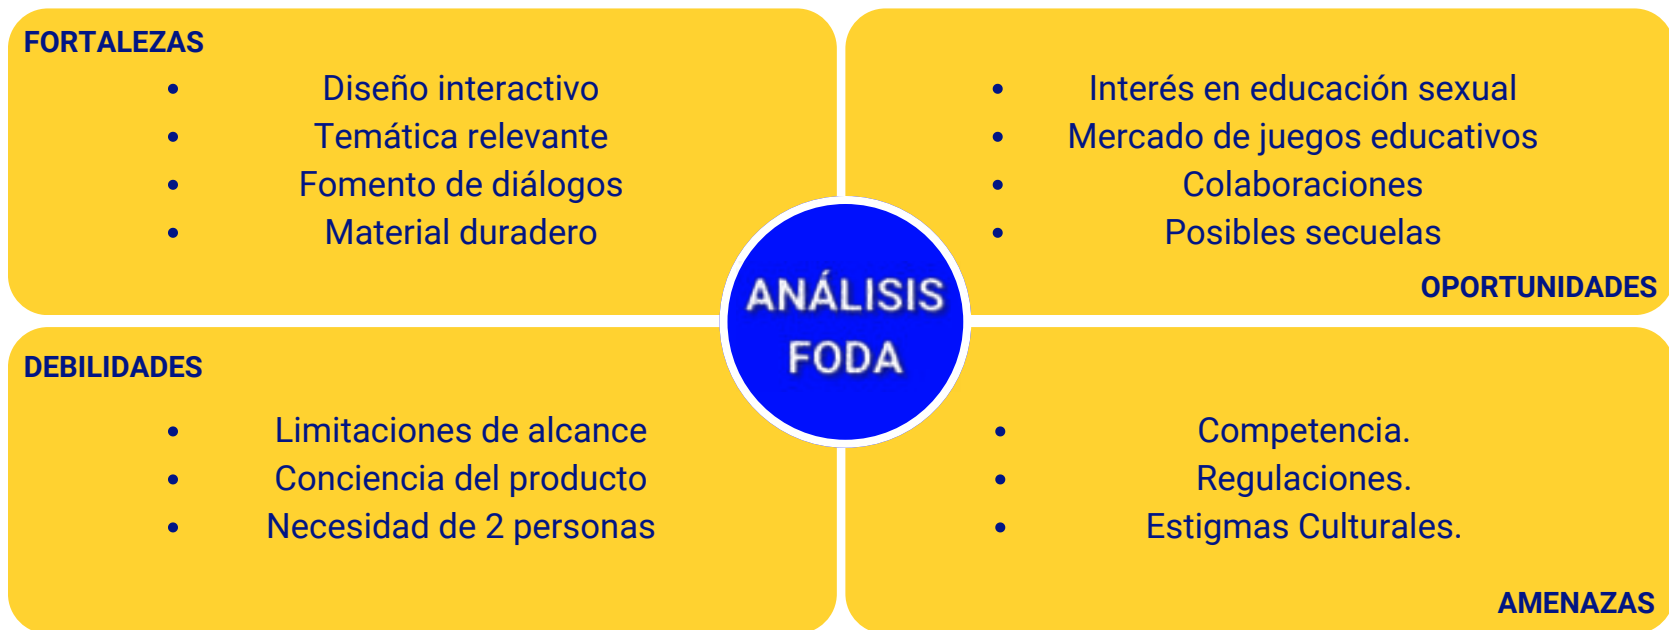 FORTALEZAS
• Diseño interactivo
• Temática relevante
• Fomento de diálogos
• Material duradero
• Interés en educación sexual
• Mercado de juegos educativos
• Colaboraciones
• Posibles secuelas
OPORTUNIDADES
ANÁLISIS
FODA
DEBILIDADES
• Limitaciones de alcance
• Conciencia del producto
• Necesidad de 2 personas
• Competencia.
• Regulaciones.
• Estigmas Culturales.
AMENAZAS